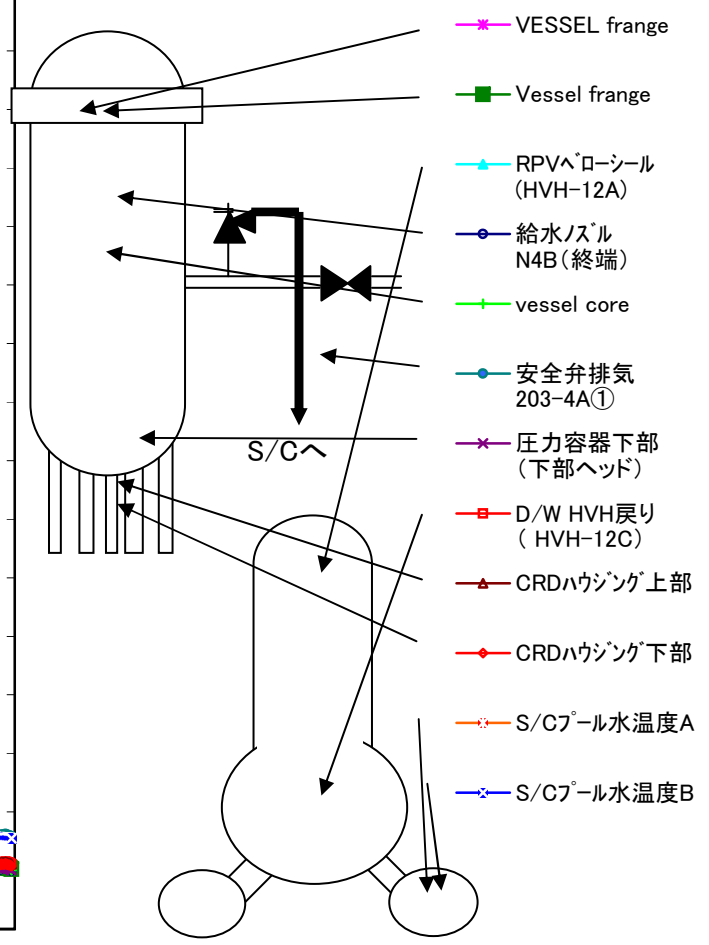 VESSEL frange
Vessel frange
RPVﾍﾞローシール
(HVH-12A)
給水ﾉｽﾞﾙ
N4B(終端)
vessel core
安全弁排気
203-4A①
圧力容器下部
(下部ヘッド)
D/W HVH戻り
( HVH-12C)
CRDﾊｳｼﾞﾝｸﾞ上部
CRDﾊｳｼﾞﾝｸﾞ下部
S/Cﾌﾟｰﾙ水温度A
S/Cﾌﾟｰﾙ水温度B
S/Cへ